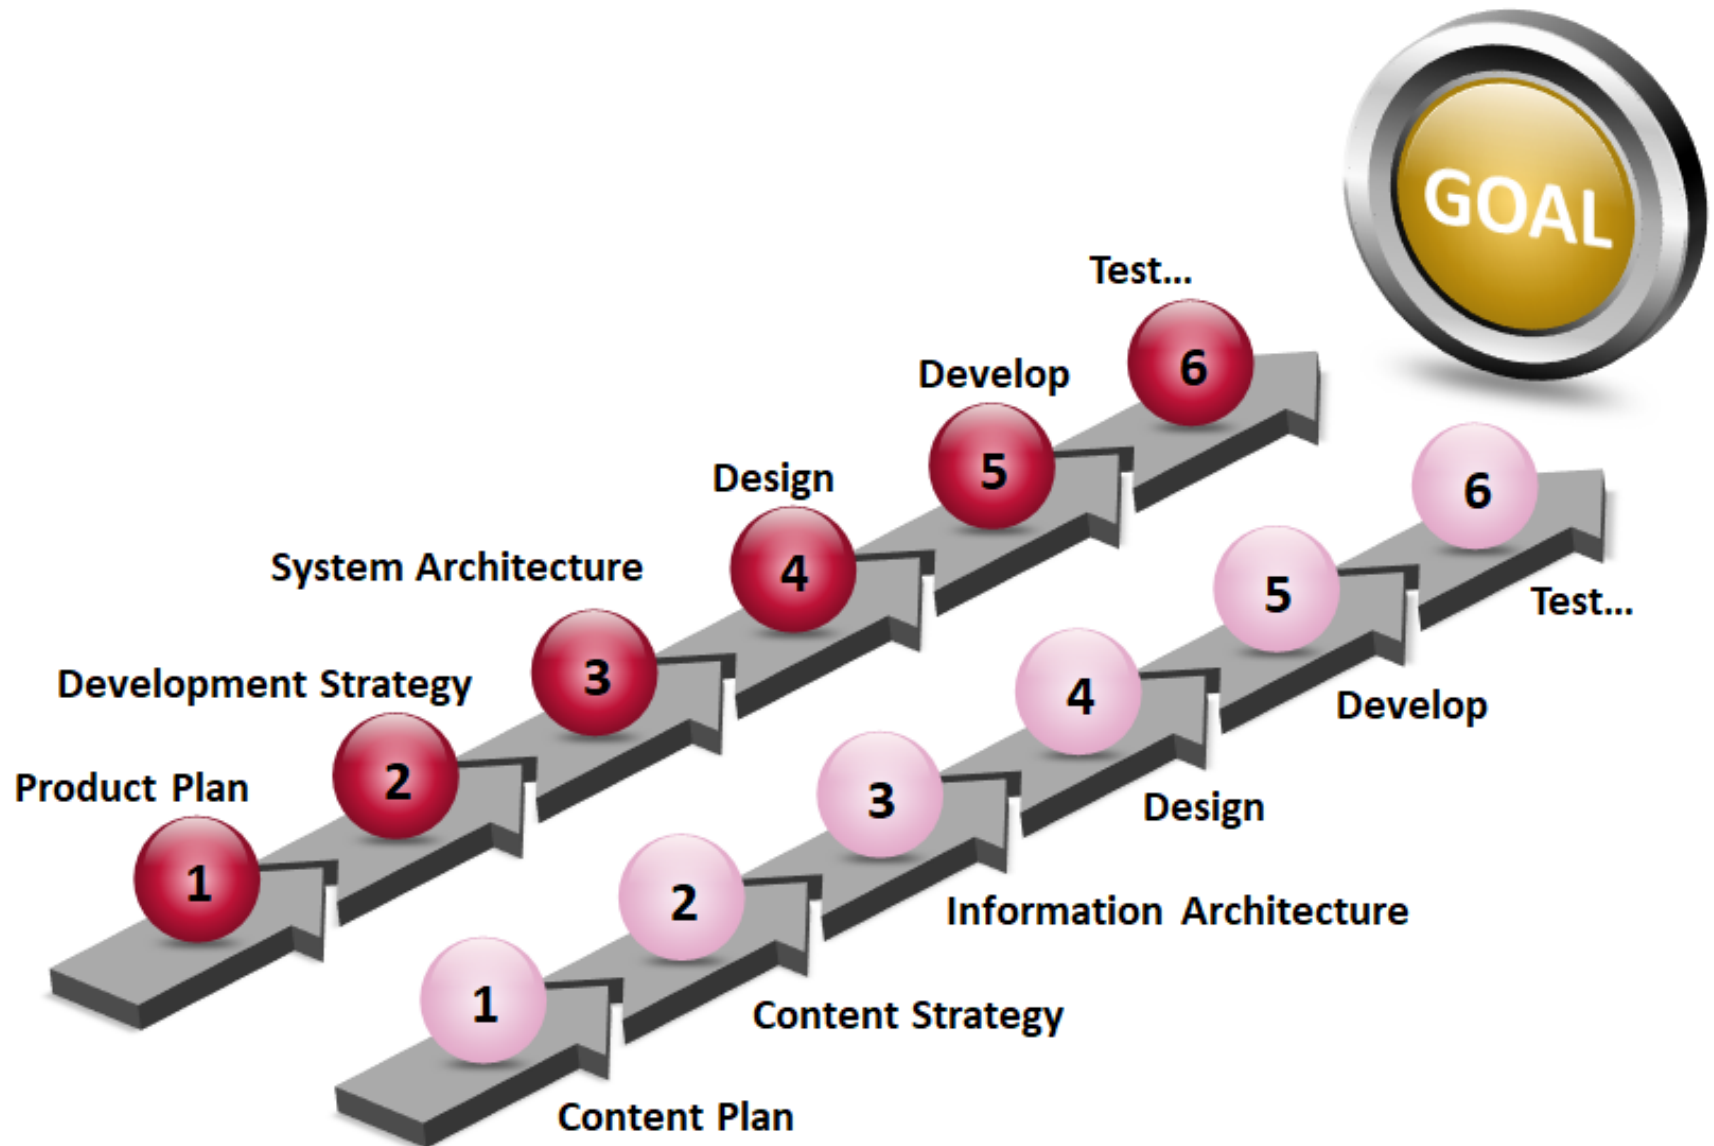 GOAL
Test...
6
Develop
5
Design
4
System Architecture
3
Development Strategy
2
Product Plan
1
6
Test...
5
Develop
4
Design
3
Information Architecture
2
Content Strategy
1
Content Plan